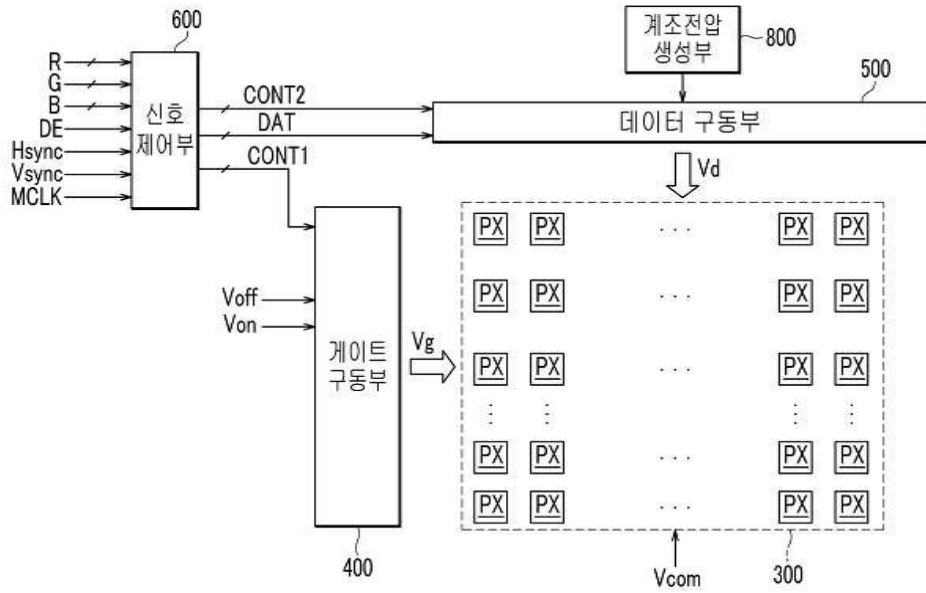 600
R
G
B
DE
Hsync
Vsync
MCLK
신호
제어부
CONT2
DAT
CONT1
계조전압
생성부
800
500
데이터 구동부
Vd
Voff
Von
게이트
구동부
Vg
400
PX PX ... PX PX
PX PX ... PX PX
PX PX ... PX PX
⋮ ⋮ ⋮ ⋮
PX PX ... PX PX
PX PX ... PX PX
Vcom
300